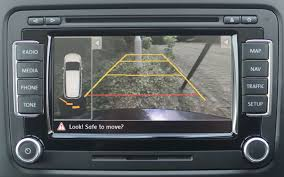 RADIO
MEDIA
PHONE
TONE
MAP
NAV
TRAFFIC
SETUP
Look! Safe to move?